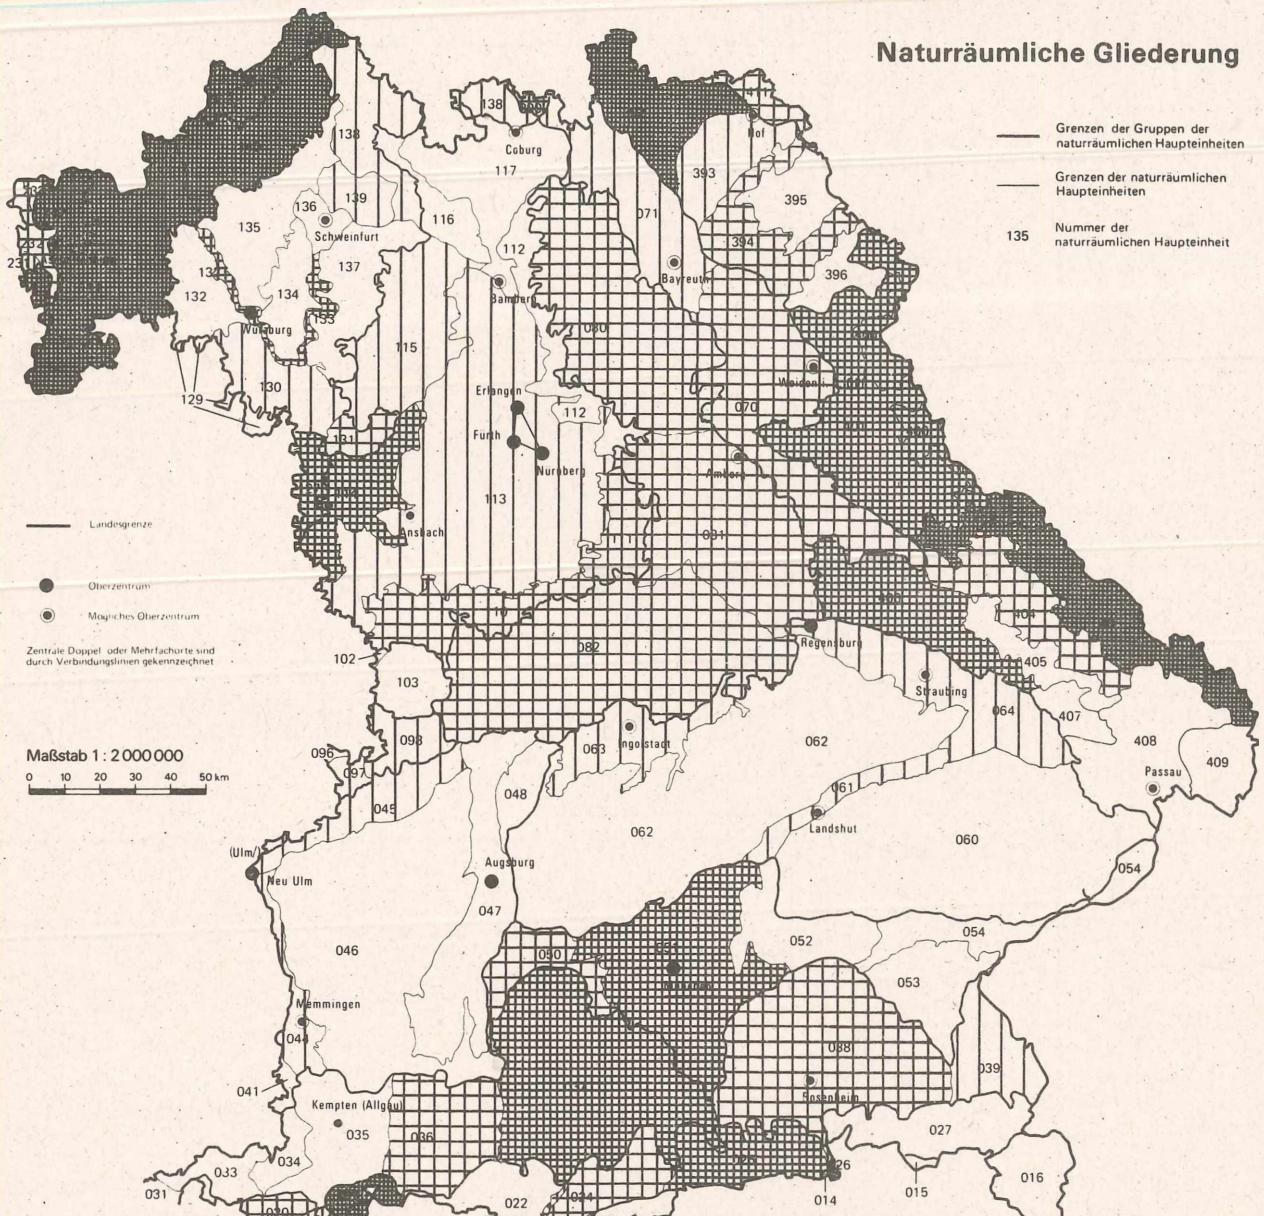 Naturräumliche Gliederung
Grenzen der Gruppen der
naturräumlichen Haupteinheiten
Grenzen der naturräumlichen
Haupteinheiten
135
Nummer der
naturräumlichen Haupteinheit
138
138
Coburg
Hof
117
393
136
139
395
135
116
071
Schweinfurt
112
394
137
396
132
134
Bayreuth
Bamberg
133
115
080
130
Weiden i.
Erlangen
129
112
070
Fürth
131
Amberg
Nürnberg
113
Landesgrenze
Ansbach
081
Oberzentrum
Mögliches Oberzentrum
404
Regensburg
Zentrale Doppel oder Mehrfachorte sind
durch Verbindungslinien gekennzeichnet
082
102
405
103
Straubing
064
407
063
Ingolstadt
062
408
096
097
Maßstab 1 : 2 000 000
0 10 20 30 40 50 km
409
Passau
048
061
045
062
Landshut
060
(Ulm/)
Neu Ulm
Augsburg
054
047
054
052
046
050
053
Memmingen
044
039
041
Rosenheim
Kempten (Allgäu)
035
036
027
034
033
031
016
015
014
022